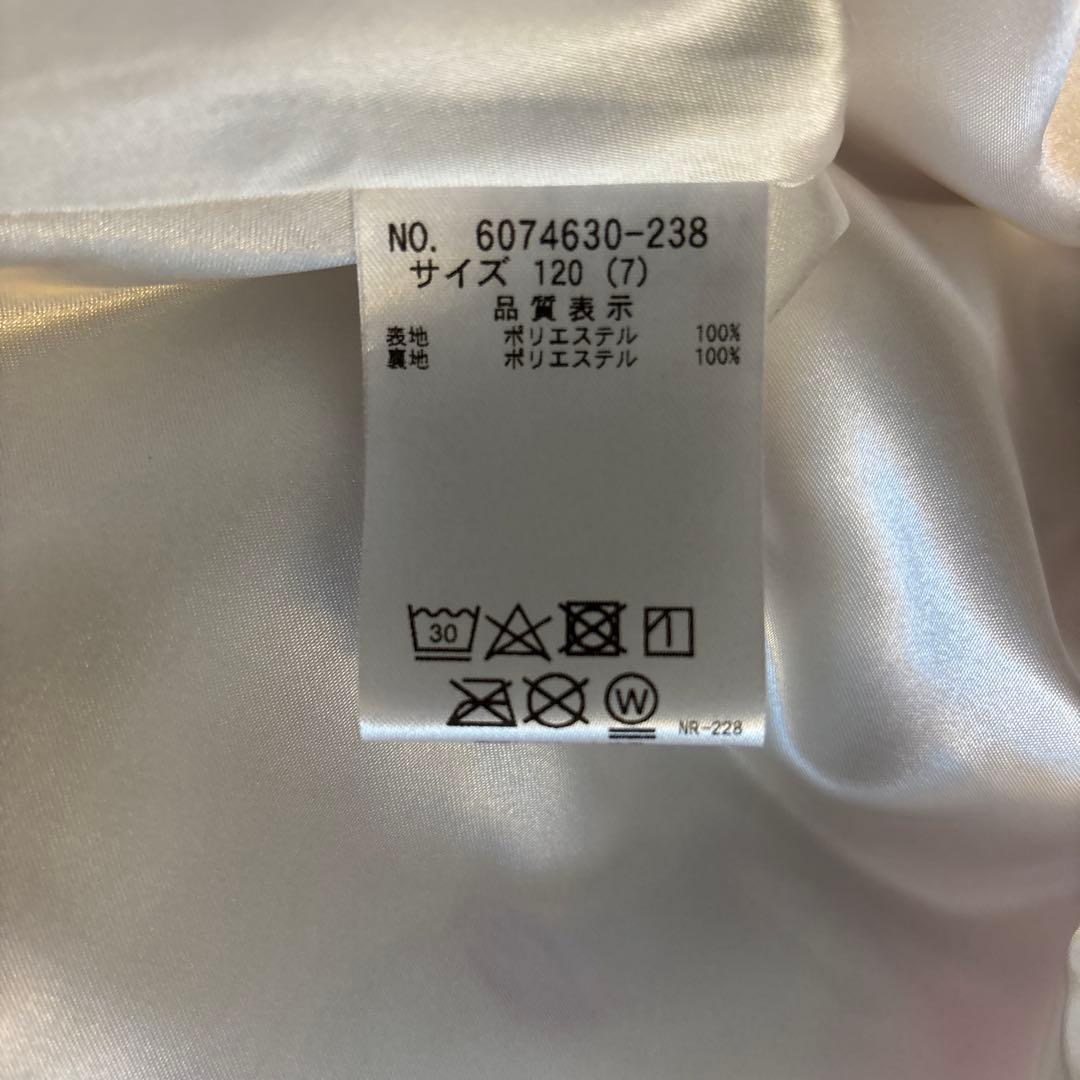 NO. 6074630-238
サイズ 120 (7)
品質表示
表地 ポリエステル 100%
裏地 ポリエステル 100%
30
W
NR-228